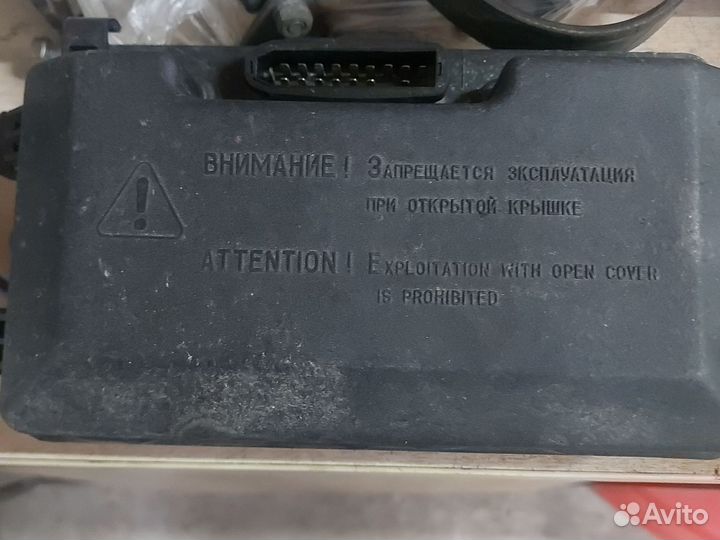 ВНИМАНИЕ! ЗАПРЕЩАЕТСЯ ЭКСПЛУАТАЦИЯ
ПРИ ОТКРЫТОЙ КРЫШКЕ
ATTENTION! EXPLOITATION WITH OPEN COVER
IS PROHIBITED
Avito